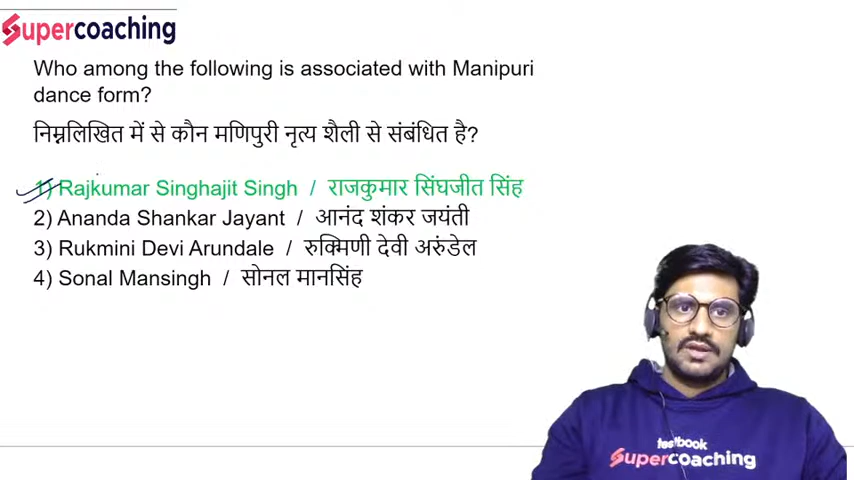 Supercoaching
Who among the following is associated with Manipuri
dance form?
निम्नलिखित में से कौन मणिपुरी नृत्य शैली से संबंधित है?
1) Rajkumar Singhajit Singh / राजकुमार सिंघजीत सिंह
2) Ananda Shankar Jayant / आनंद शंकर जयंती
3) Rukmini Devi Arundale / रुक्मिणी देवी अरुंडेल
4) Sonal Mansingh / सोनल मानसिंह
testbook
Supercoaching